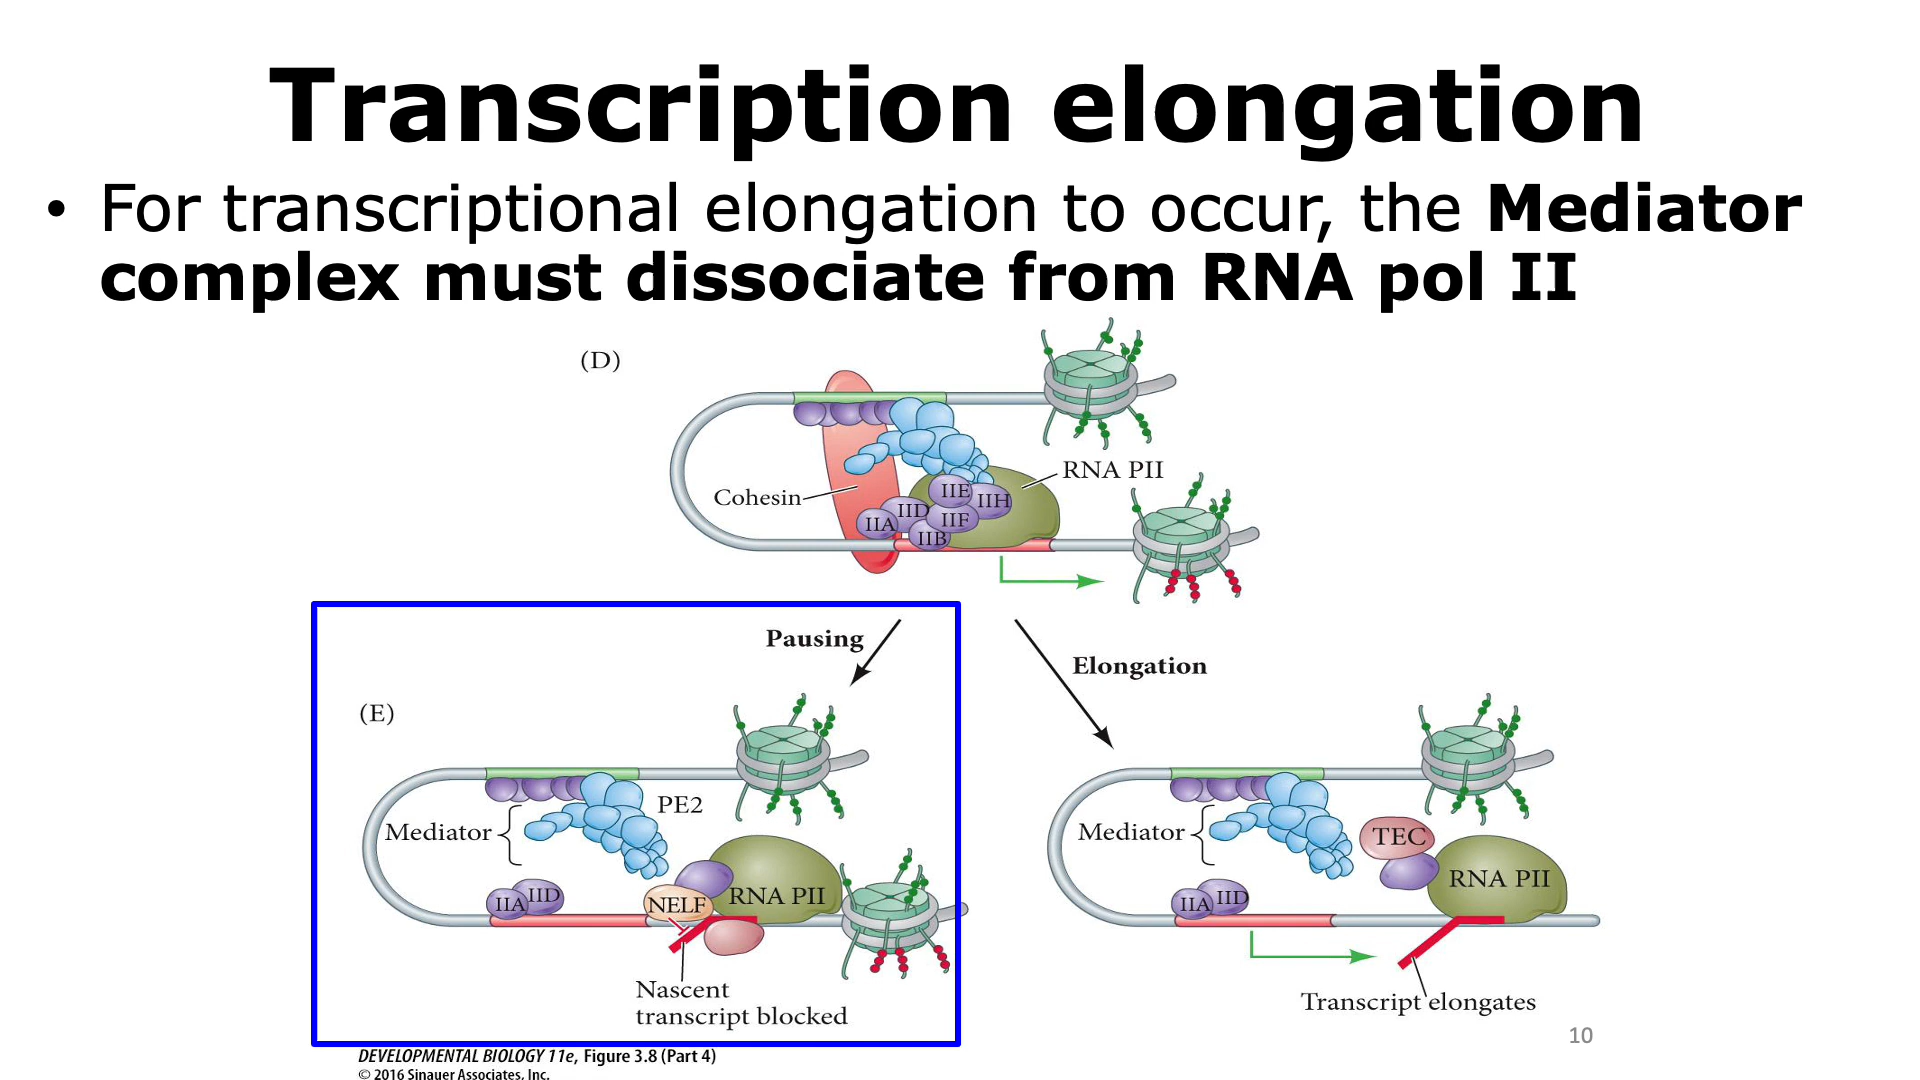 Transcription elongation
• For transcriptional elongation to occur, the Mediator
complex must dissociate from RNA pol II
(D)
RNA PII
Cohesin
IIE
IIH
IID
IIA
IIF
IIB
Pausing
Elongation
(E)
PE2
Mediator
IIA
IID
NELF
RNA PII
Nascent
transcript blocked
Mediator
TEC
RNA PII
IIA
IID
Transcript elongates
10
DEVELOPMENTAL BIOLOGY 11e, Figure 3.8 (Part 4)
© 2016 Sinauer Associates, Inc.